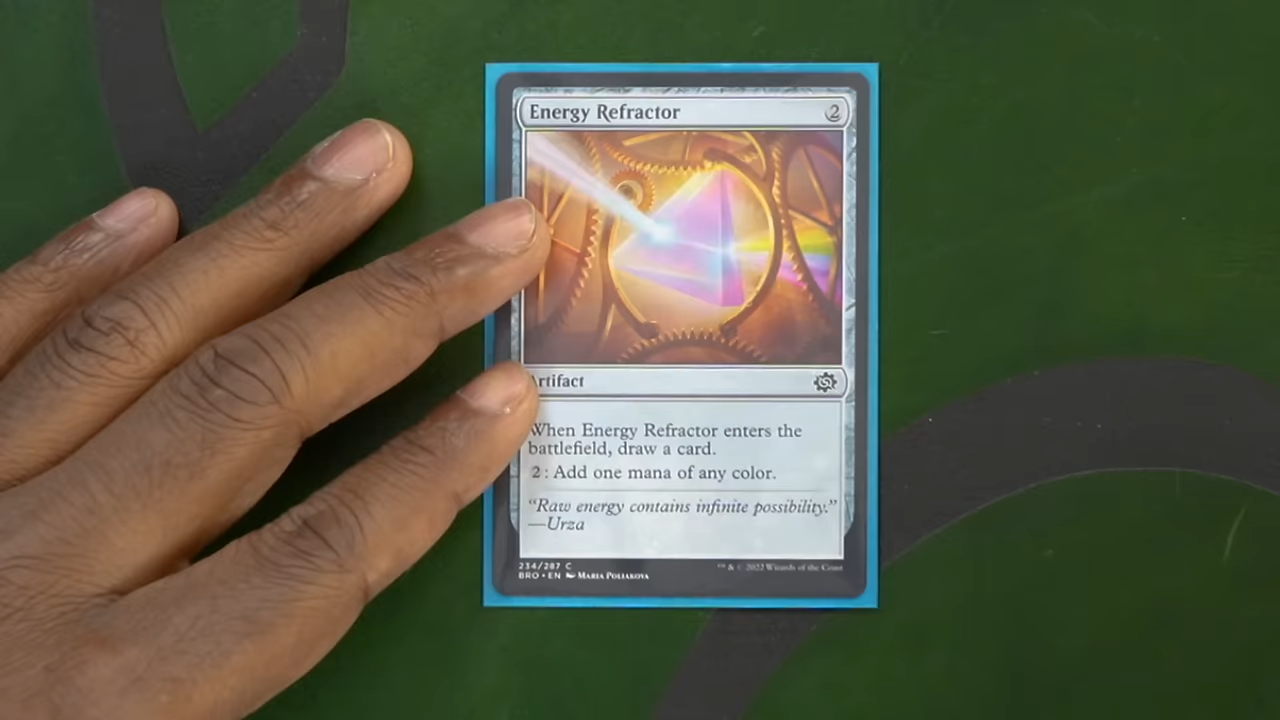 Energy Refractor 2
Artifact
When Energy Refractor enters the
battlefield, draw a card.
2: Add one mana of any color.
“Raw energy contains infinite possibility.”
—Urza
234/287 C
BRO • EN Maria Poliakova
™ & © 2022 Wizards of the Coast